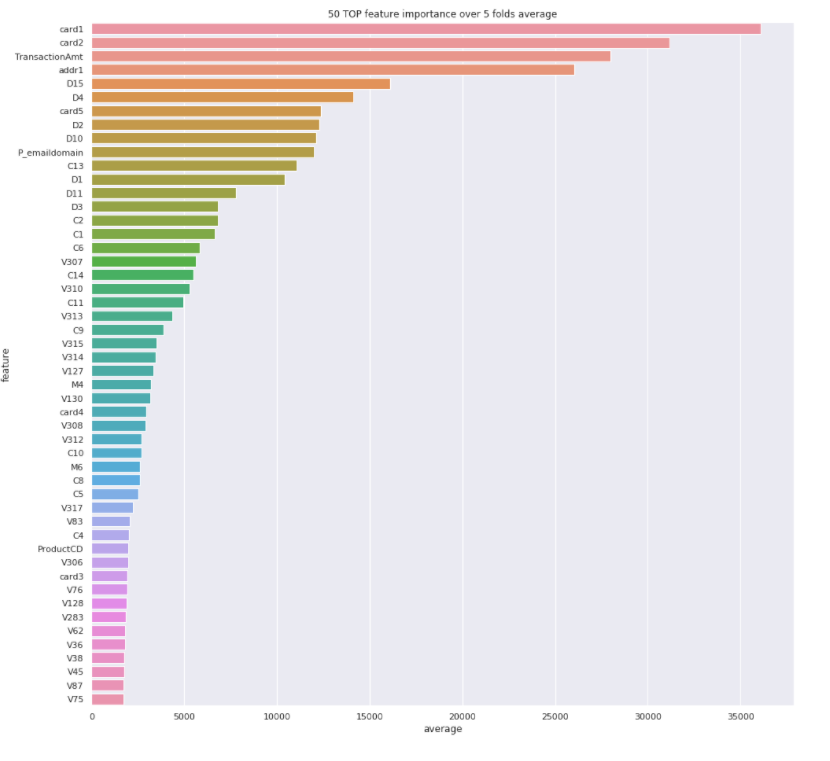 50 TOP feature importance over 5 folds average
card1
card2
TransactionAmt
addr1
D15
D4
card5
D2
D10
P_emaildomain
C13
D1
D11
D3
C2
C1
C6
V307
C14
V310
C11
V313
C9
V315
V314
V127
M4
V130
card4
V308
V312
C10
M6
C8
C5
V317
V83
C4
ProductCD
V306
card3
V76
V128
V283
V62
V36
V38
V45
V87
V75
feature
0 5000 10000 15000 20000 25000 30000 35000
average